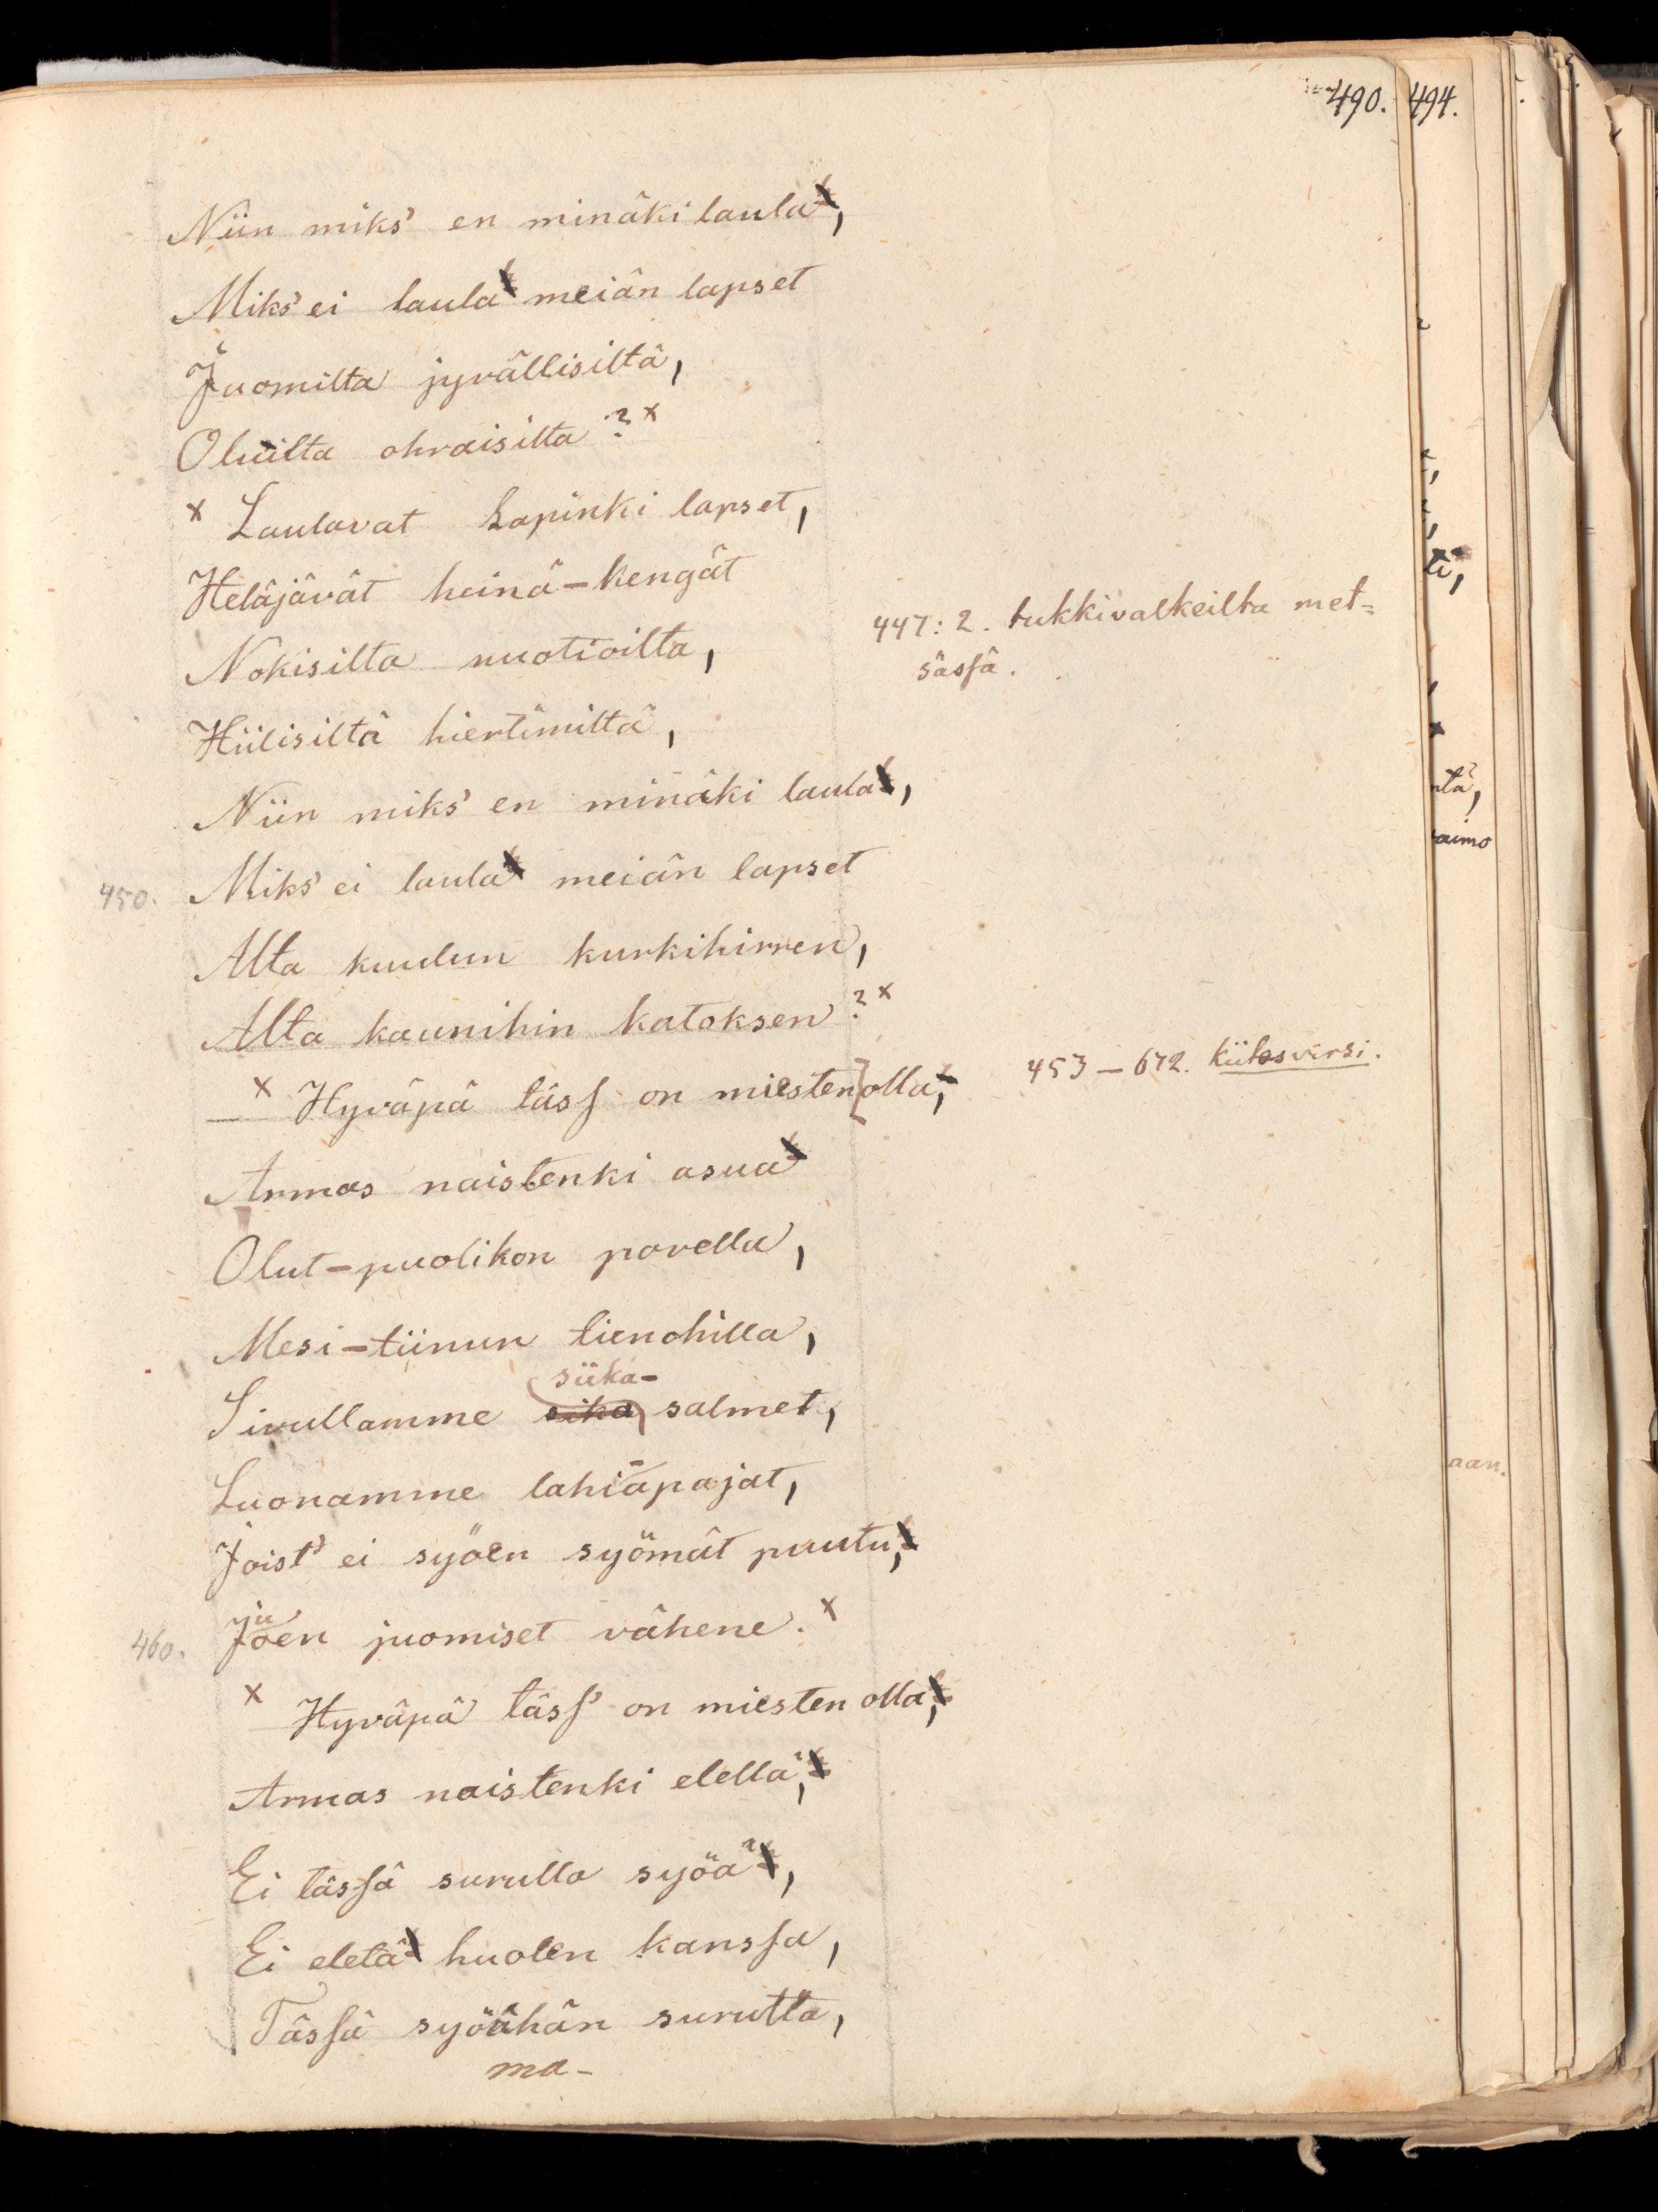 490. 494.
Niin miks' en minäki laula,
Miks' ei laula meiän lapset
Juomilta jyvällisiltä,
Oluilta ohraisilta? x
x Laulavat Lapinki lapset,
Heläjävät heinä-kengät
Nokisilta nuotioilta,
447: 2. tukkivalkeilta met=
sässä.
Hiilisiltä hiertimiltä,
Niin miks' en minäki laula,
450. Miks' ei laula meiän lapset
Alta kuulun kurkihirren,
Alta kaunihin katoksen? x
x Hyväpä täss on miesten olla,
453-672. kiitosvirsi.
Armas naistenki asua
Olut-puolikon povella,
Mesi-tiinun tienohilla,
siika-
Sivullamme sika salmet,
Luonamme lahiapajat,
Joist' ei syöen syömät puutu,
460. Juoen juomiset vähene. x
x Hyväpä täss' on miesten olla,
Armas naistenki elellä,
Ei tässä surulla syöä,
Ei eletä huolen kanssa,
Tässä syöähän surutta,
ma-
ti,
ntä,
aimo
aan.